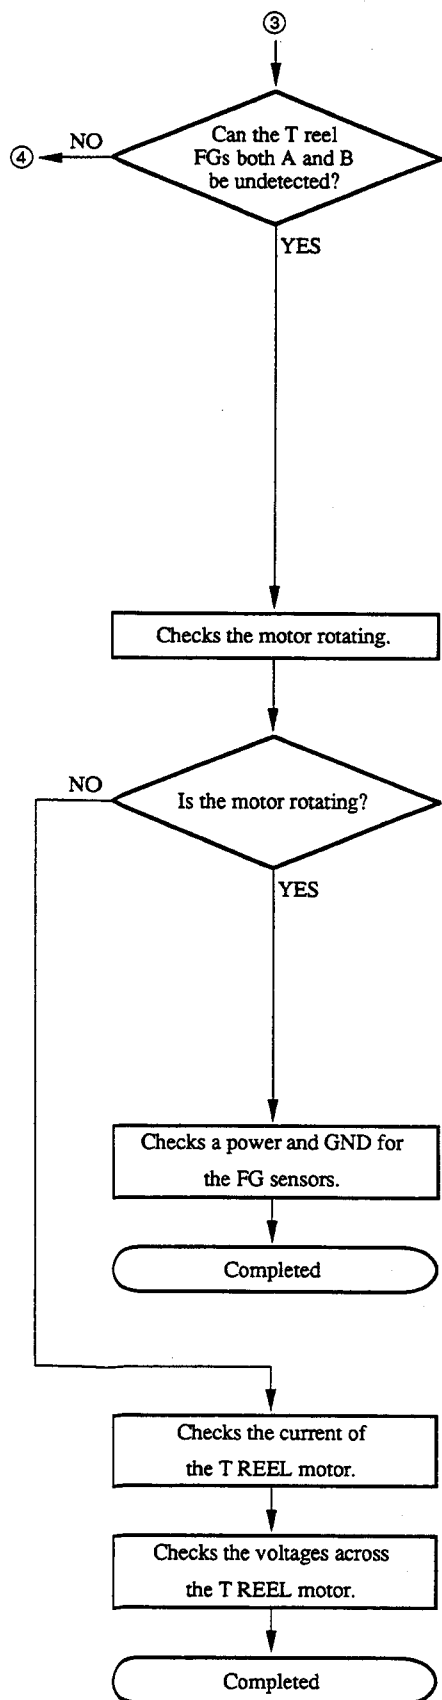 ③
Can the T reel
FGs both A and B
be undetected?
NO
④
YES
Checks the motor rotating.
Is the motor rotating?
NO
YES
Checks a power and GND for
the FG sensors.
Completed
Checks the current of
the T REEL motor.
Checks the voltages across
the T REEL motor.
Completed